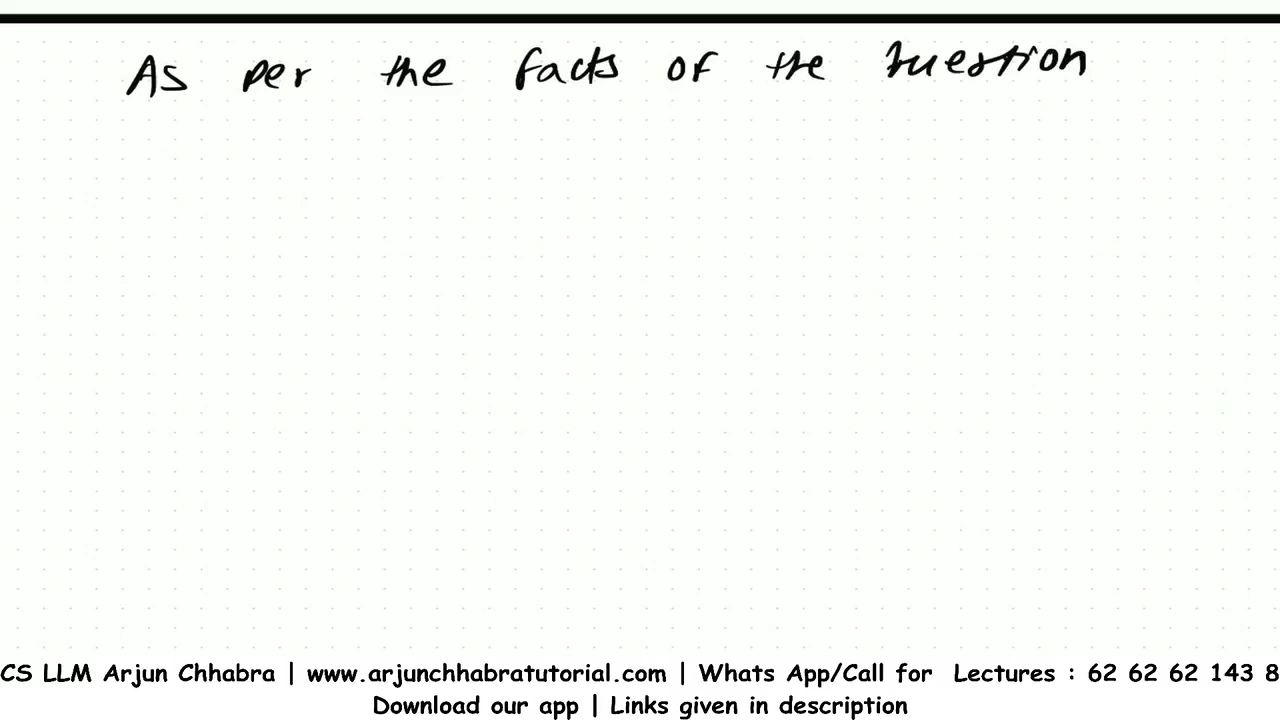 As per the facts of the question
CS LLM Arjun Chhabra | www.arjunchhabratutorial.com | Whats App/Call for Lectures : 62 62 62 143 8
Download our app | Links given in description